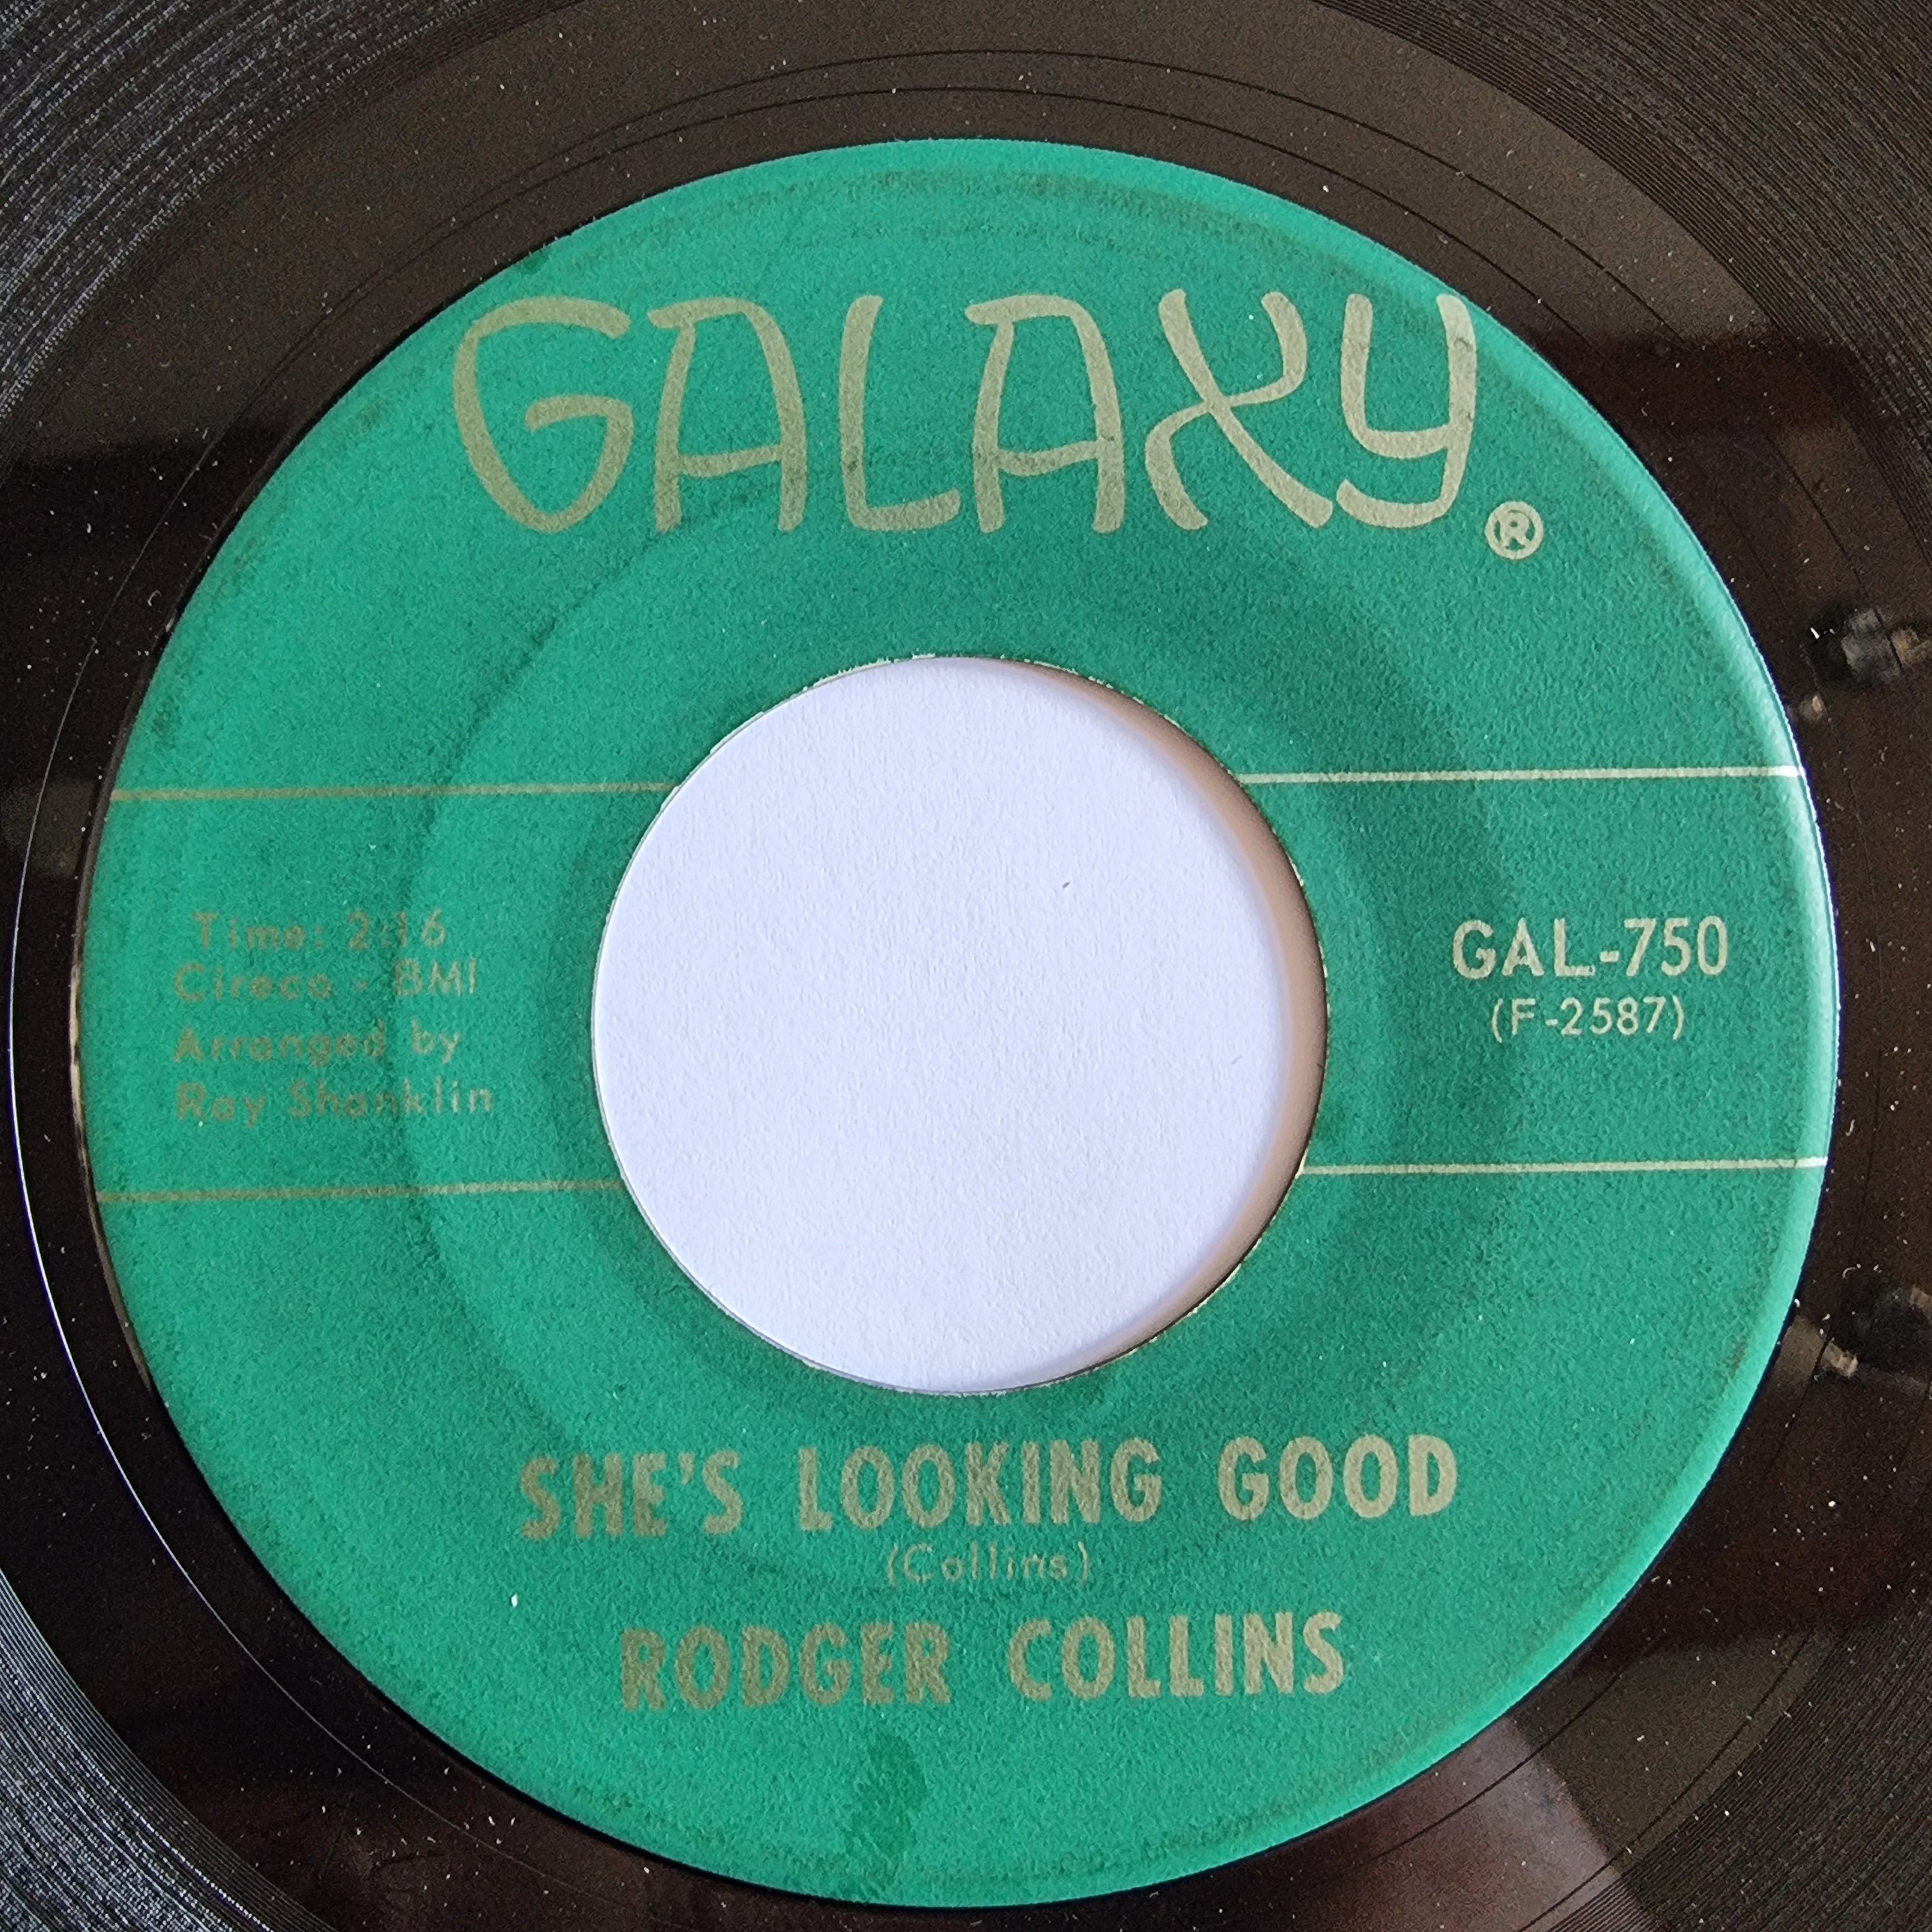 GALAXY®
Time: 2:16
Cireco - BMI
Arranged by
Ray Shanklin
GAL-750
(F-2587)
SHE'S LOOKING GOOD
(Collins)
RODGER COLLINS